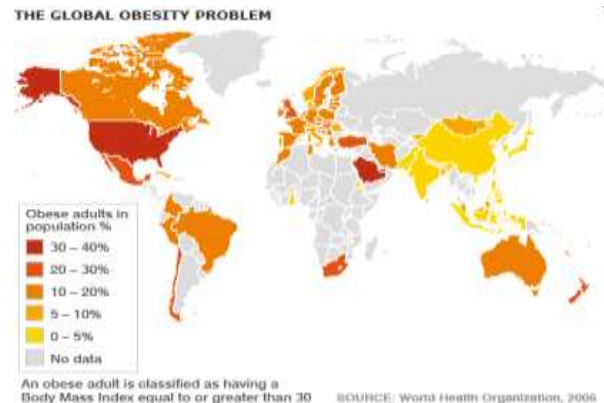 THE GLOBAL OBESITY PROBLEM
Obese adults in
population %
30 – 40%
20 – 30%
10 – 20%
5 – 10%
0 – 5%
No data
An obese adult is classified as having a
Body Mass Index equal to or greater than 30
SOURCE: World Health Organization, 2006